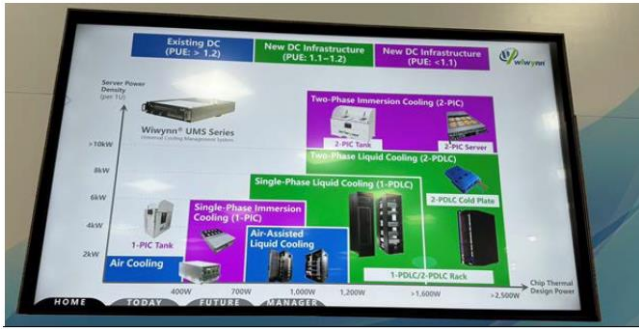 Existing DC
(PUE: > 1.2)
New DC Infrastructure
(PUE: 1.1~1.2)
New DC Infrastructure
(PUE: <1.1)
wiwynn
Server Power
Density
(per 1U)
Wiwynn® UMS Series
Universal Cooling Management System
Two-Phase Immersion Cooling (2-PIC)
2-PIC Tank
2-PIC Server
>10kW
Two-Phase Liquid Cooling (2-PDLC)
8kW
Single-Phase Liquid Cooling (1-PDLC)
2-PDLC Cold Plate
6kW
Single-Phase Immersion
Cooling (1-PIC)
4kW
Air-Assisted
Liquid Cooling
1-PIC Tank
2kW
Air Cooling
1-PDLC/2-PDLC Rack
400W
700W
1,000W
1,200W
>1,600W
>2,500W
Chip Thermal
Design Power
HOME
TODAY
FUTURE
MANAGER